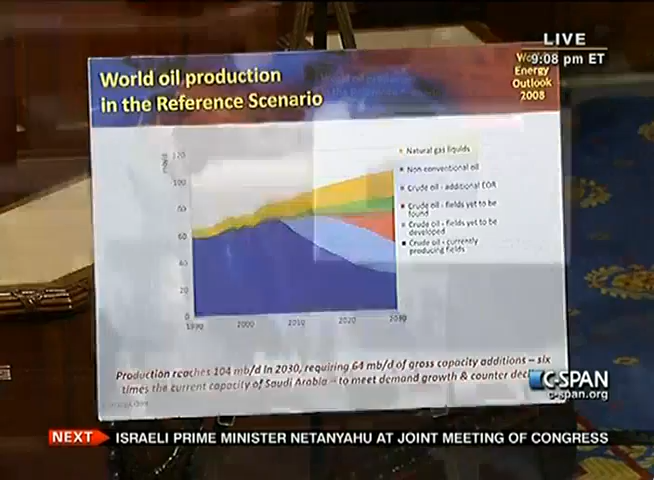 LIVE
9:08 pm ET
World
Energy
Outlook
2008
World oil production
in the Reference Scenario
mb/d
120
100
80
60
40
20
0
1990
2000
2010
2020
2030
Natural gas liquids
Non-conventional oil
Crude oil - additional EOR
Crude oil - fields yet to be
found
Crude oil - fields yet to be
developed
Crude oil - currently
producing fields
Production reaches 104 mb/d in 2030, requiring 64 mb/d of gross capacity additions – six
times the current capacity of Saudi Arabia – to meet demand growth & counter decl
C-SPAN
c-span.org
NEXT
ISRAELI PRIME MINISTER NETANYAHU AT JOINT MEETING OF CONGRESS